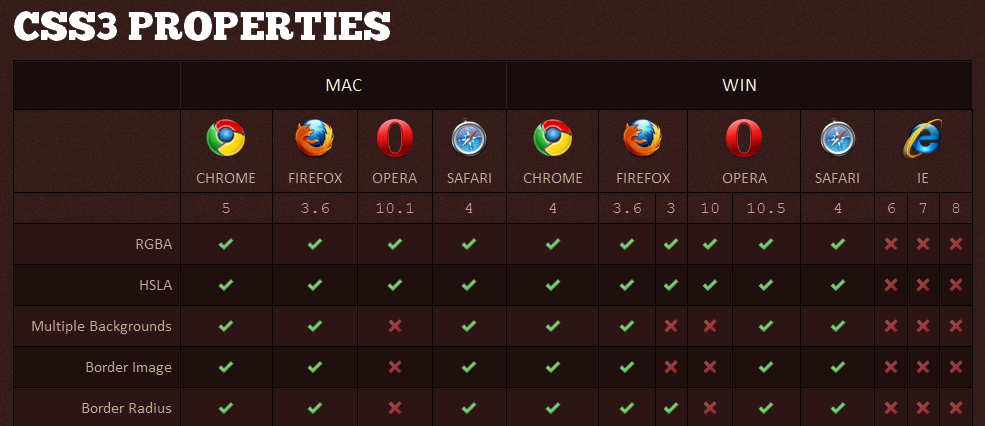 CSS3 PROPERTIES
MAC WIN
CHROME FIREFOX OPERA SAFARI CHROME FIREFOX OPERA SAFARI IE
5 3.6 10.1 4 4 3.6 3 10 10.5 4 6 7 8
RGBA
HSLA
Multiple Backgrounds
Border Image
Border Radius